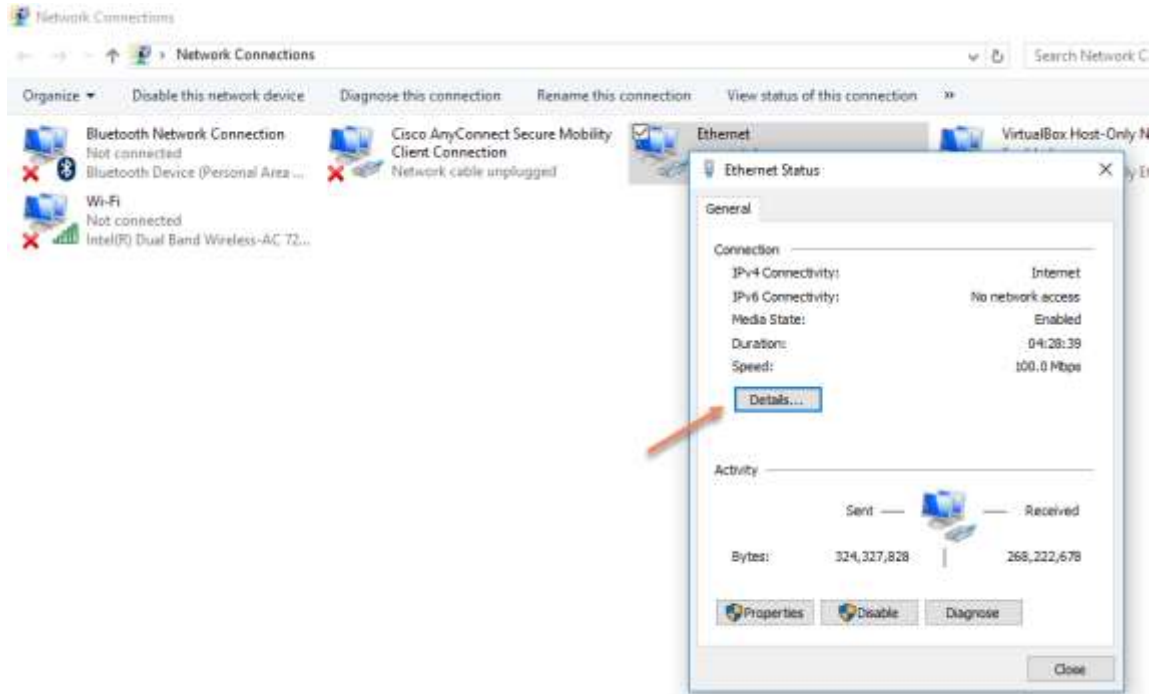 Network Connections
Network Connections
Search Network C
Organize
Disable this network device
Diagnose this connection
Rename this connection
View status of this connection
»
Bluetooth Network Connection
Not connected
Bluetooth Device (Personal Area ...
Cisco AnyConnect Secure Mobility
Client Connection
Network cable unplugged
Ethernet
VirtualBox Host-Only N
ly Et
Wi-Fi
Not connected
Intel(R) Dual Band Wireless-AC 72...
Ethernet Status
General
Connection
IPv4 Connectivity: Internet
IPv6 Connectivity: No network access
Media State: Enabled
Duration: 04:28:39
Speed: 100.0 Mbps
Details...
Activity
Sent Received
Bytes: 324,327,828 268,222,678
Properties Disable Diagnose
Close